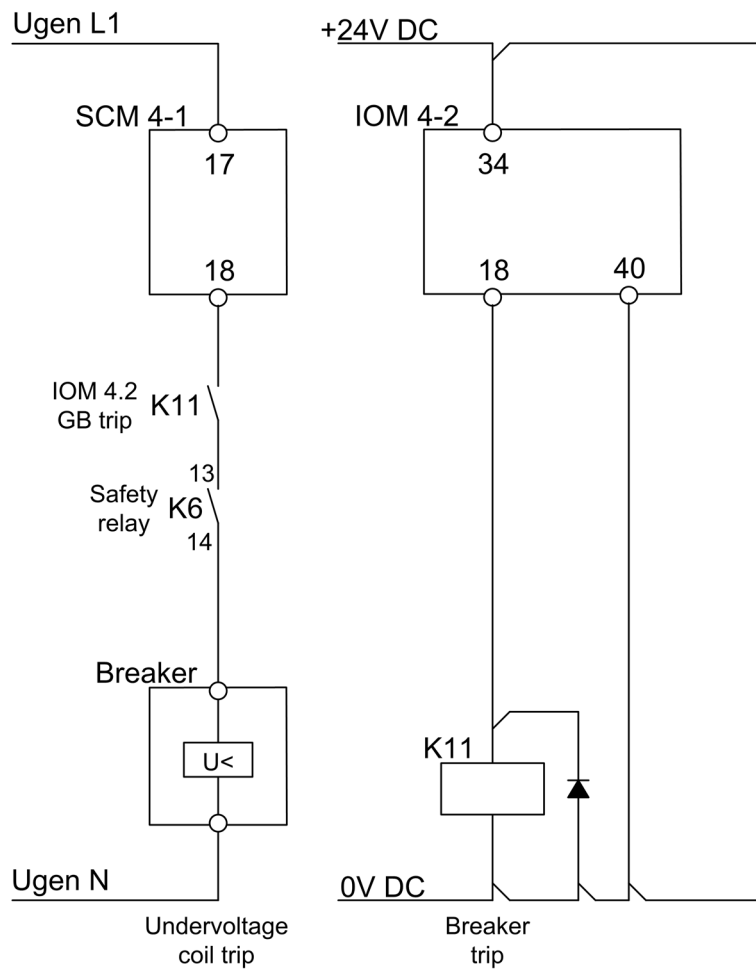 Ugen L1
+24V DC
SCM 4-1
IOM 4-2
17
34
18
18
40
IOM 4.2
GB trip
K11
13
Safety
relay
K6
14
Breaker
U<
K11
Ugen N
0V DC
Undervoltage
coil trip
Breaker
trip